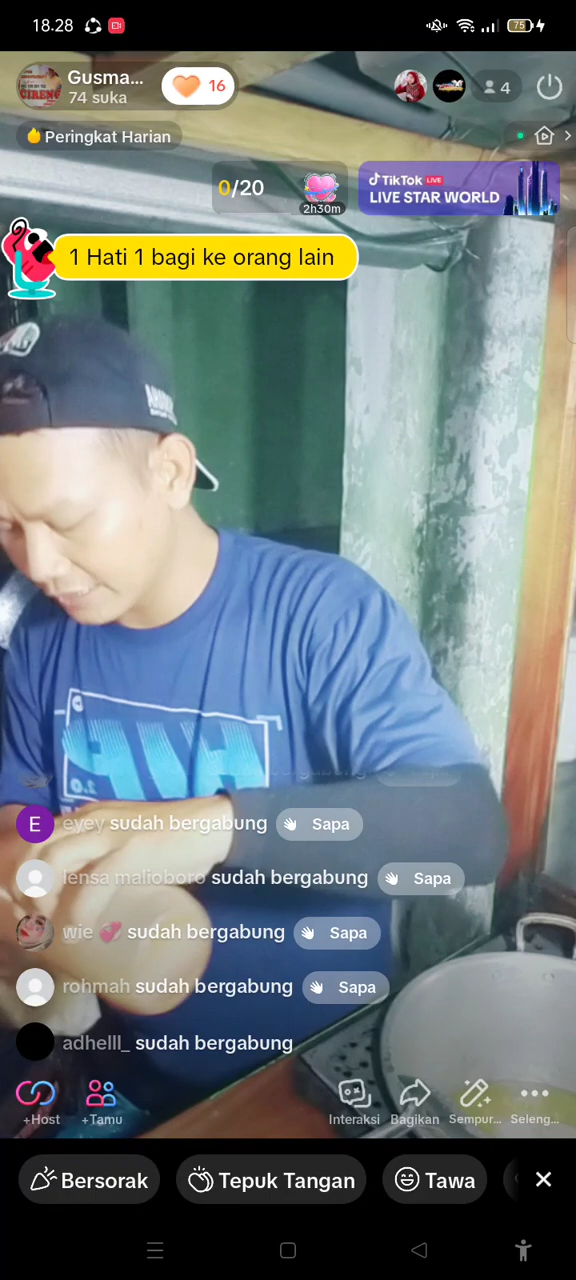 18.28
75
Gusma...
74 suka
16
4
CIRENG
Peringkat Harian
0/20
2h30m
TikTok LIVE
LIVE STAR WORLD
1 Hati 1 bagi ke orang lain
E
eyey sudah bergabung
Sapa
lensa malioboro sudah bergabung
Sapa
wie sudah bergabung
Sapa
rohmah sudah bergabung
Sapa
adhelll_ sudah bergabung
+Host
+Tamu
Interaksi
Bagikan
Sempur...
Seleng...
Bersorak
Tepuk Tangan
Tawa